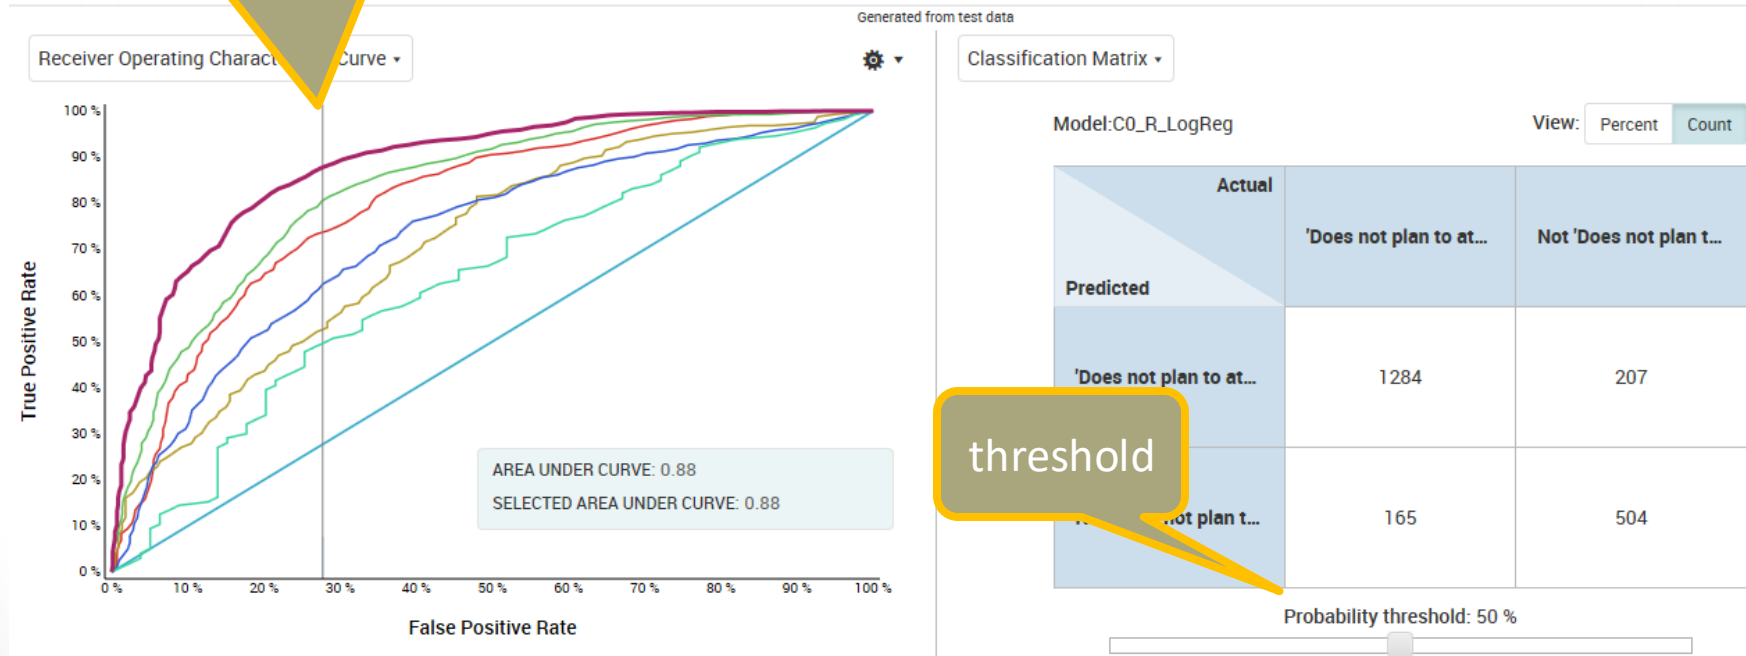 Generated from test data
Receiver Operating Charact Curve
Classification Matrix
Model:C0_R_LogReg
View: Percent Count
Actual
Predicted
'Does not plan to at...
Not 'Does not plan t...
'Does not plan to at...
1284
207
not plan t...
165
504
threshold
Probability threshold: 50 %
True Positive Rate
100 %
90 %
80 %
70 %
60 %
50 %
40 %
30 %
20 %
10 %
0 %
0 % 10 % 20 % 30 % 40 % 50 % 60 % 70 % 80 % 90 % 100 %
False Positive Rate
AREA UNDER CURVE: 0.88
SELECTED AREA UNDER CURVE: 0.88